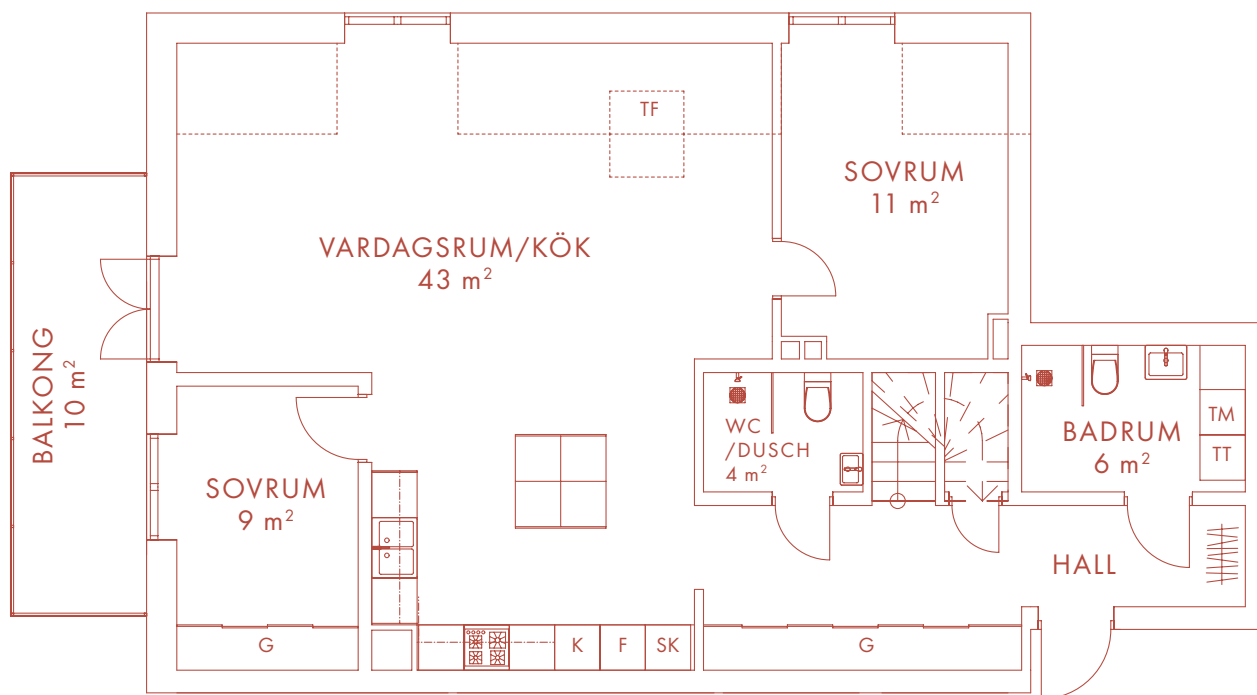 TF
SOVRUM
11 m²
VARDAGSRUM/KÖK
43 m²
BALKONG
10 m²
WC
/DUSCH
4 m²
BADRUM
6 m²
TM
TT
SOVRUM
9 m²
HALL
G
K
F
SK
G